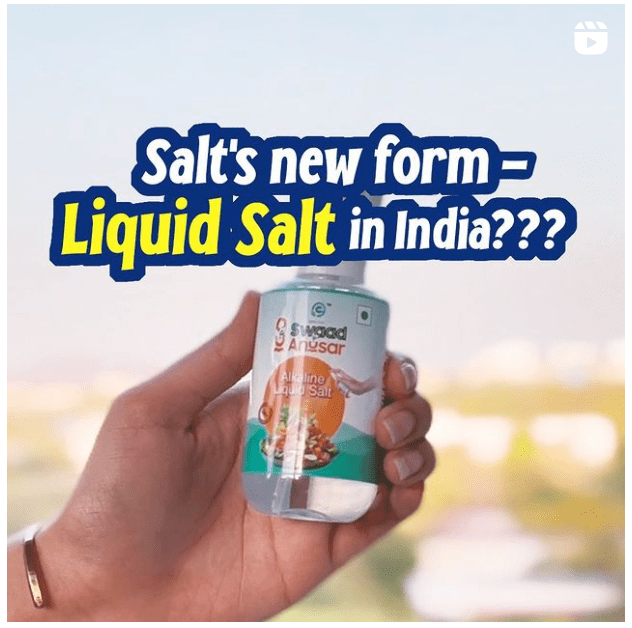 Salt's new form –
Liquid Salt in India???
Swaad
Anusar
Alkaline
Liquid Salt